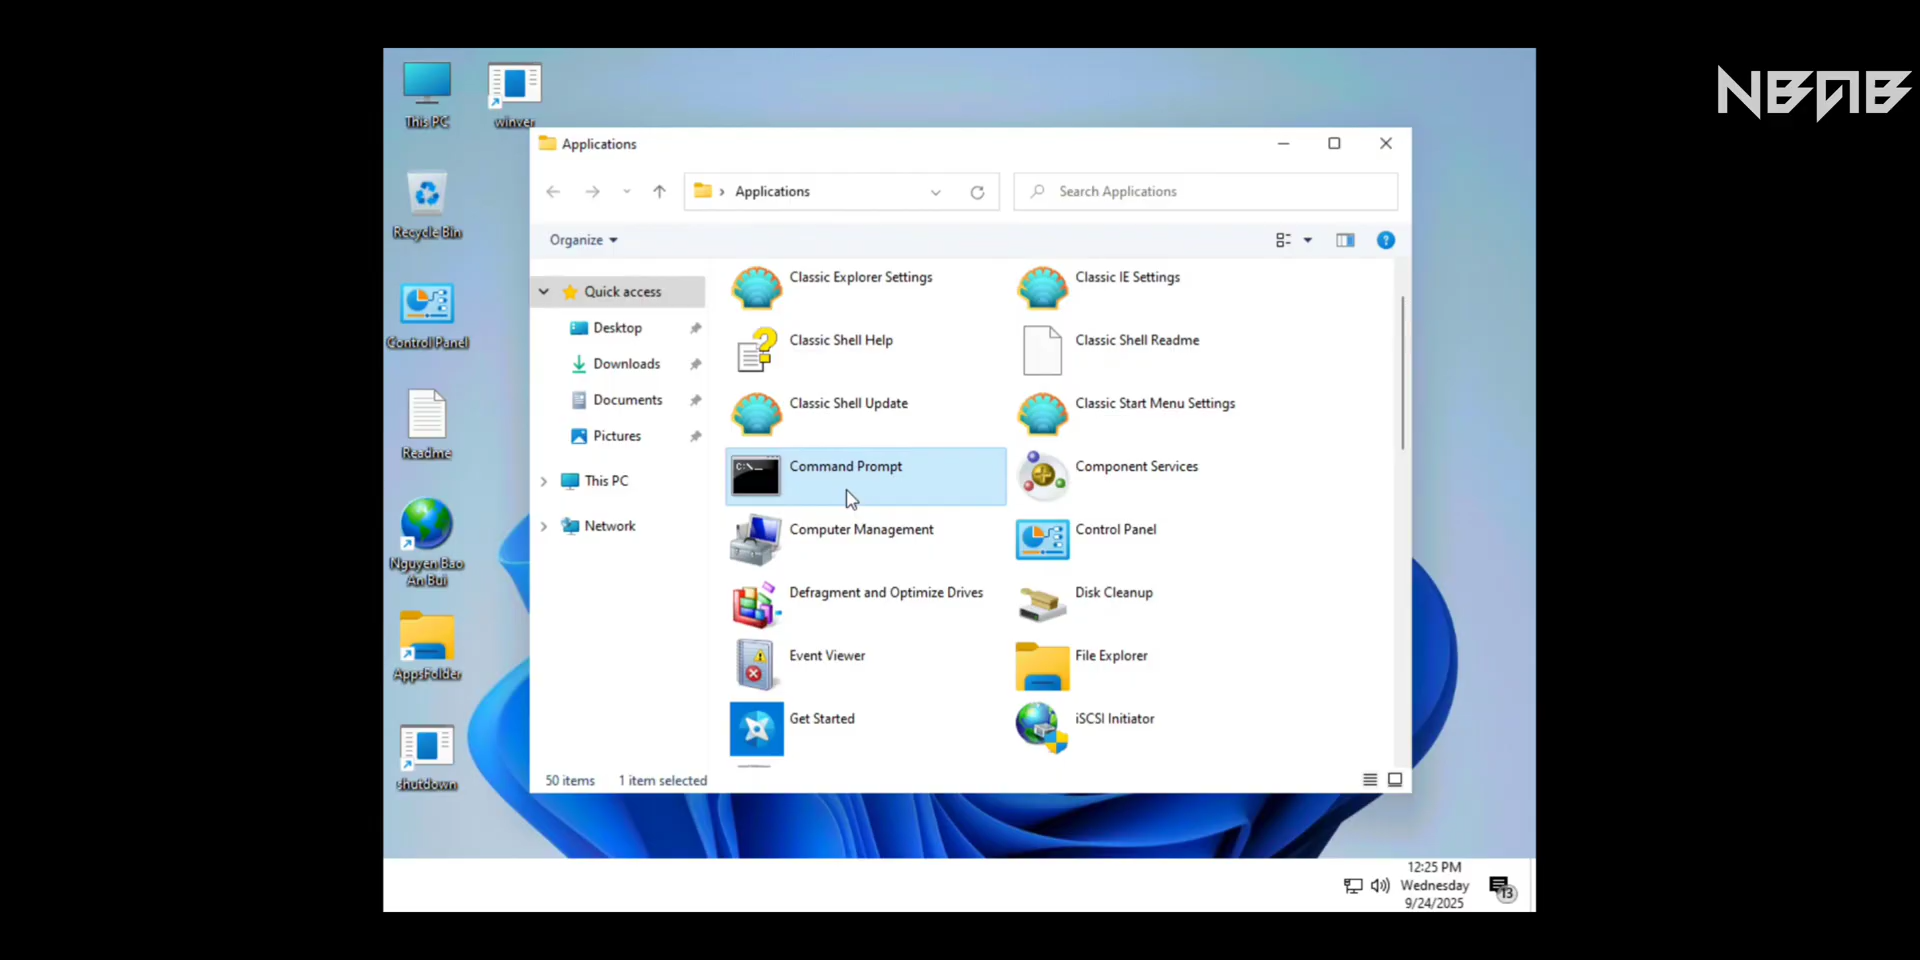 NBAB
This PC
winver
Recycle Bin
Control Panel
Readme
Nguyen Bao
An Bui
AppsFolder
shutdown
Applications
Applications
Search Applications
Organize
Quick access
Desktop
Downloads
Documents
Pictures
This PC
Network
Classic Explorer Settings
Classic IE Settings
Classic Shell Help
Classic Shell Readme
Classic Shell Update
Classic Start Menu Settings
C:\_
Command Prompt
Component Services
Computer Management
Control Panel
Defragment and Optimize Drives
Disk Cleanup
Event Viewer
File Explorer
Get Started
iSCSI Initiator
50 items
1 item selected
12:25 PM
Wednesday
9/24/2025
13